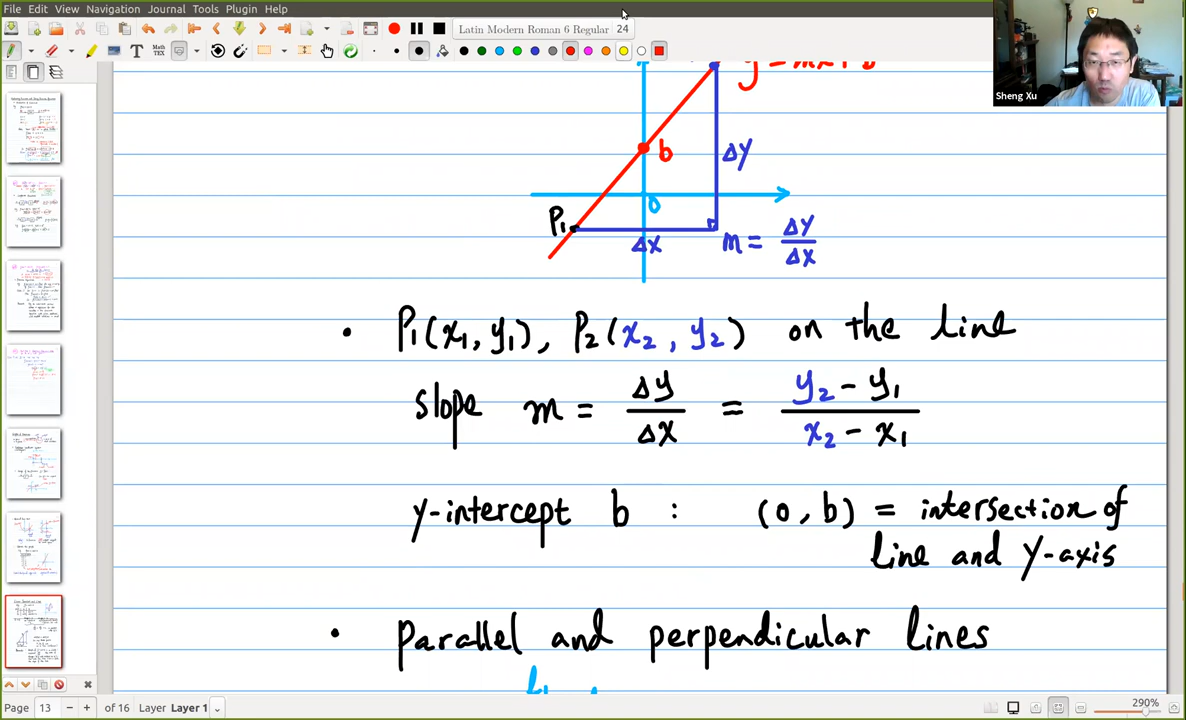 File Edit View Navigation Journal Tools Plugin Help
Latin Modern Roman 6 Regular 24
Sheng Xu
b
ΔY
0
P₁
ΔX
m = ΔY/ΔX
• P₁(x₁, y₁), P₂(x₂, y₂) on the line
slope m = Δy/Δx = (y₂ - y₁)/(x₂ - x₁)
y-intercept b : (0, b) = intersection of
line and Y-axis
• Parallel and perpendicular lines
Page 13 of 16 Layer Layer 1 290%